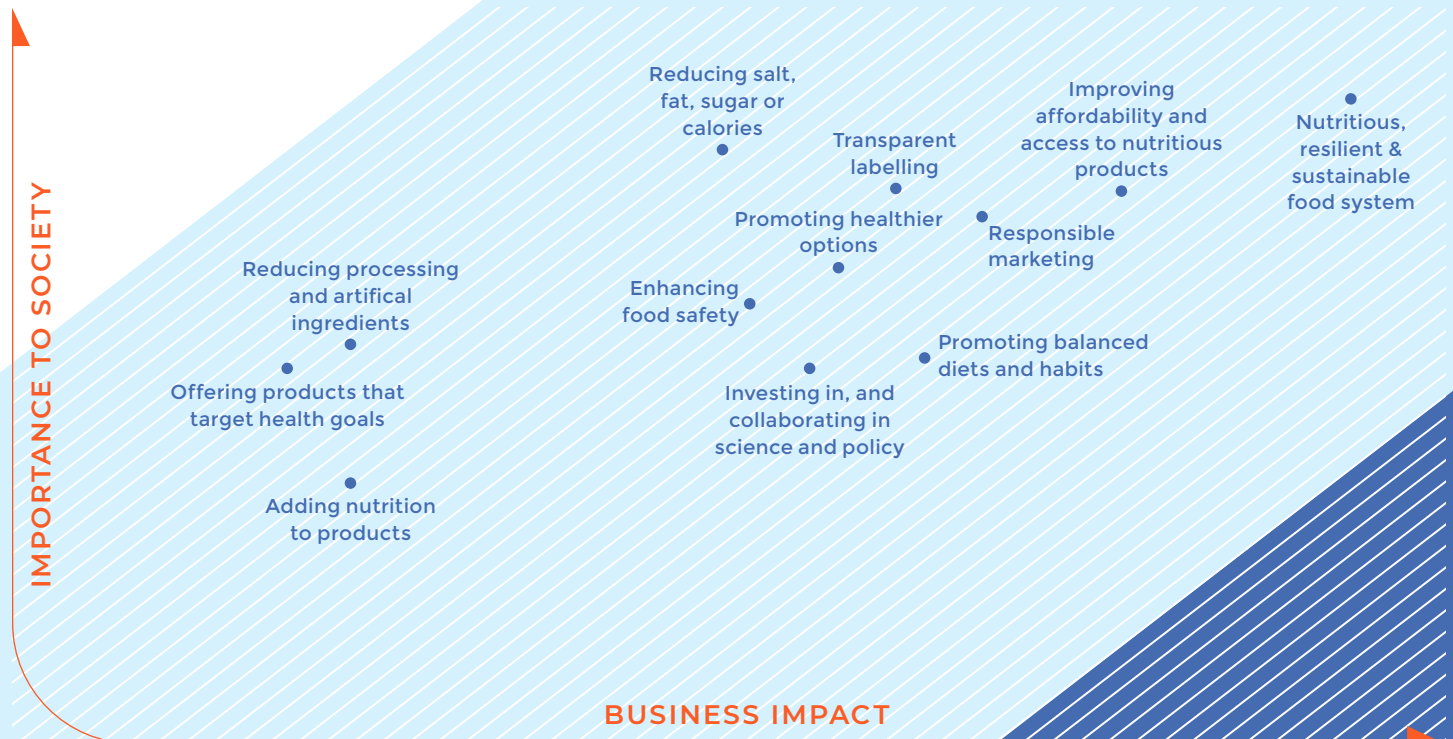 Reducing salt,
fat, sugar or
calories
Transparent
labelling
Improving
affordability and
access to nutritious
products
Nutritious,
resilient &
sustainable
food system
Promoting healthier
options
Responsible
marketing
Reducing processing
and artifical
ingredients
Enhancing
food safety
Promoting balanced
diets and habits
Offering products that
target health goals
Investing in, and
collaborating in
science and policy
Adding nutrition
to products
IMPORTANCE TO SOCIETY
BUSINESS IMPACT